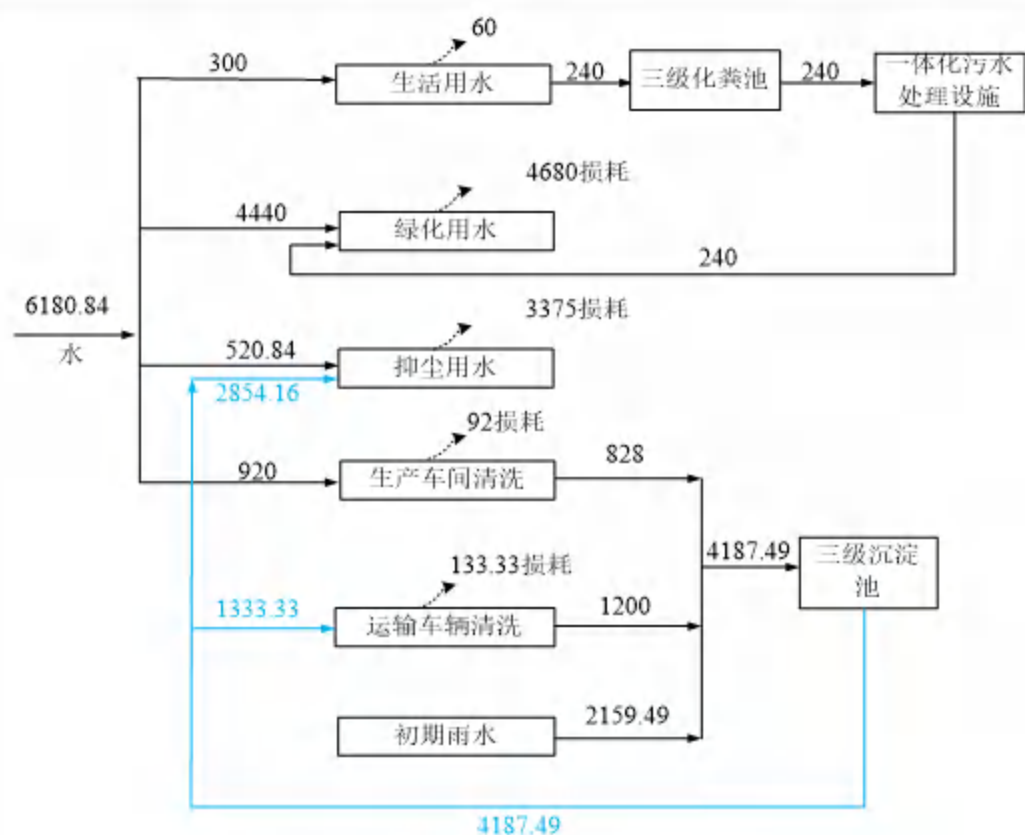 60
300
生活用水
240
三级化粪池
240
一体化污水
处理设施
4680损耗
4440
绿化用水
240
6180.84
水
3375损耗
520.84
抑尘用水
2854.16
92损耗
920
生产车间清洗
828
4187.49
三级沉淀
池
133.33损耗
1333.33
运输车辆清洗
1200
初期雨水
2159.49
4187.49